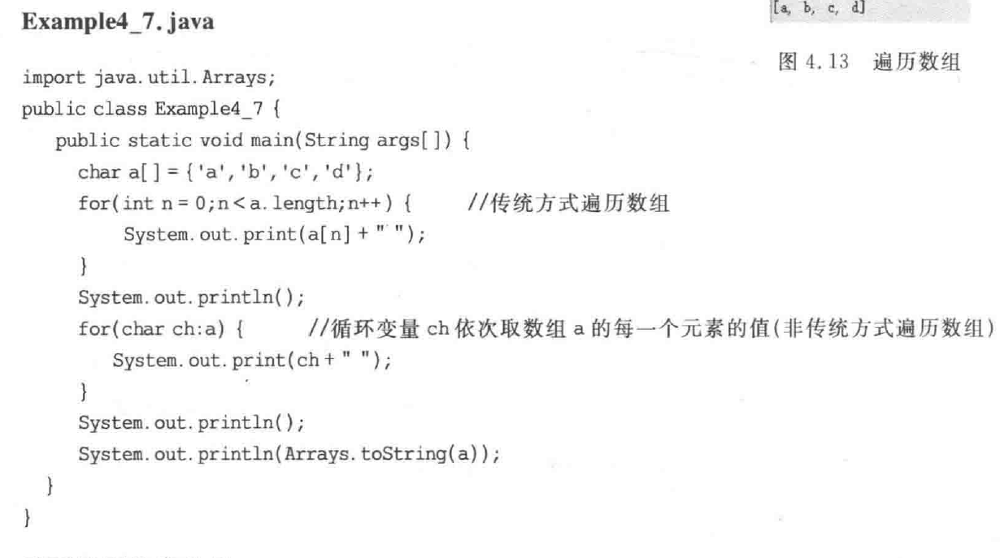 [a, b, c, d]
图 4.13 遍历数组
Example4_7.java
import java.util.Arrays;
public class Example4_7 {
public static void main(String args[]) {
char a[] = {'a','b','c','d'};
for(int n = 0;n < a.length;n++) { //传统方式遍历数组
System.out.print(a[n] + " ");
}
System.out.println();
for(char ch:a) { //循环变量 ch 依次取数组 a 的每一个元素的值(非传统方式遍历数组)
System.out.print(ch + " ");
}
System.out.println();
System.out.println(Arrays.toString(a));
}
}